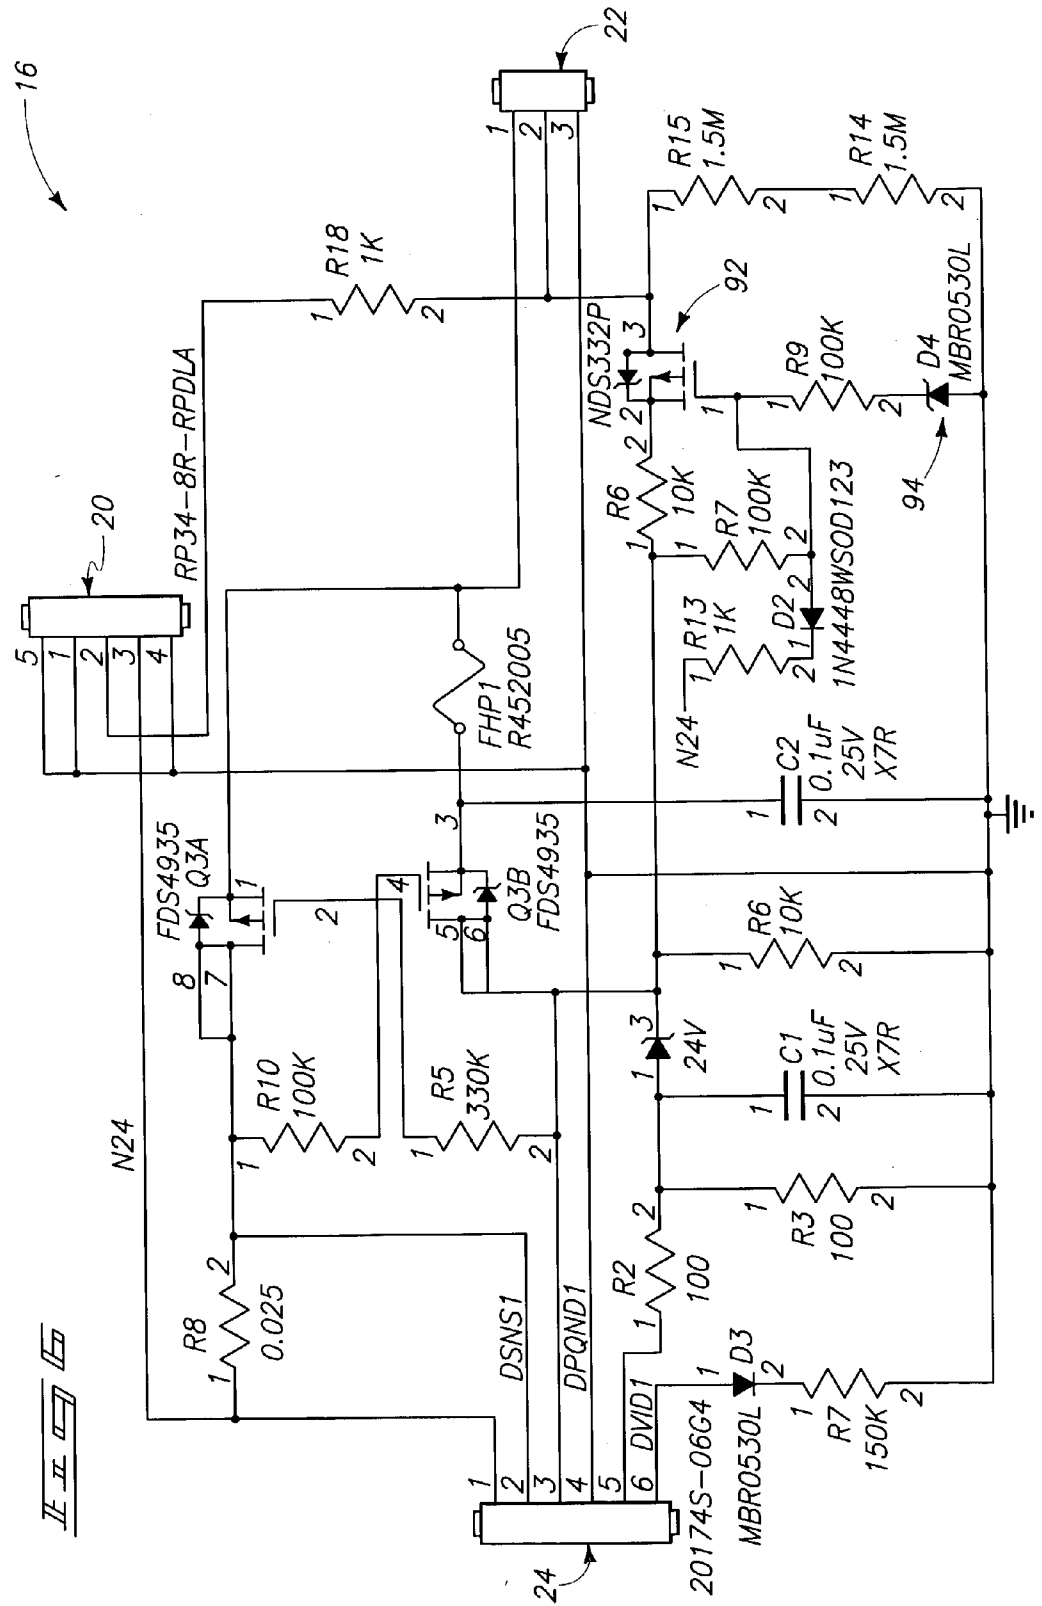 FIG 6
16
20
5
1
2
3
4
RP34-8R-RPDLA
N24
R18
1K
1
2
22
1
2
3
R8
0.025
1
2
R10
100K
1
2
FDS4935
Q3A
8
7
1
2
R5
330K
1
2
4
3
5
6
Q3B
FDS4935
FHP1
R452005
24
1
2
3
4
5
6
DSNS1
DPQND1
DVID1
20174S-06G4
MBR0530L
D3
1
2
R7
150K
1
2
R2
100
1
2
R3
100
1
2
1
3
24V
C1
0.1uF
25V
X7R
1
2
R6
10K
1
2
C2
0.1uF
25V
X7R
1
2
N24
R13
1K
1
2
D2
1
2
1N4448WSOD123
R7
100K
1
2
R6
10K
1
2
NDS332P
2
3
1
92
R9
100K
1
2
D4
MBR0530L
94
R15
1.5M
1
2
R14
1.5M
1
2